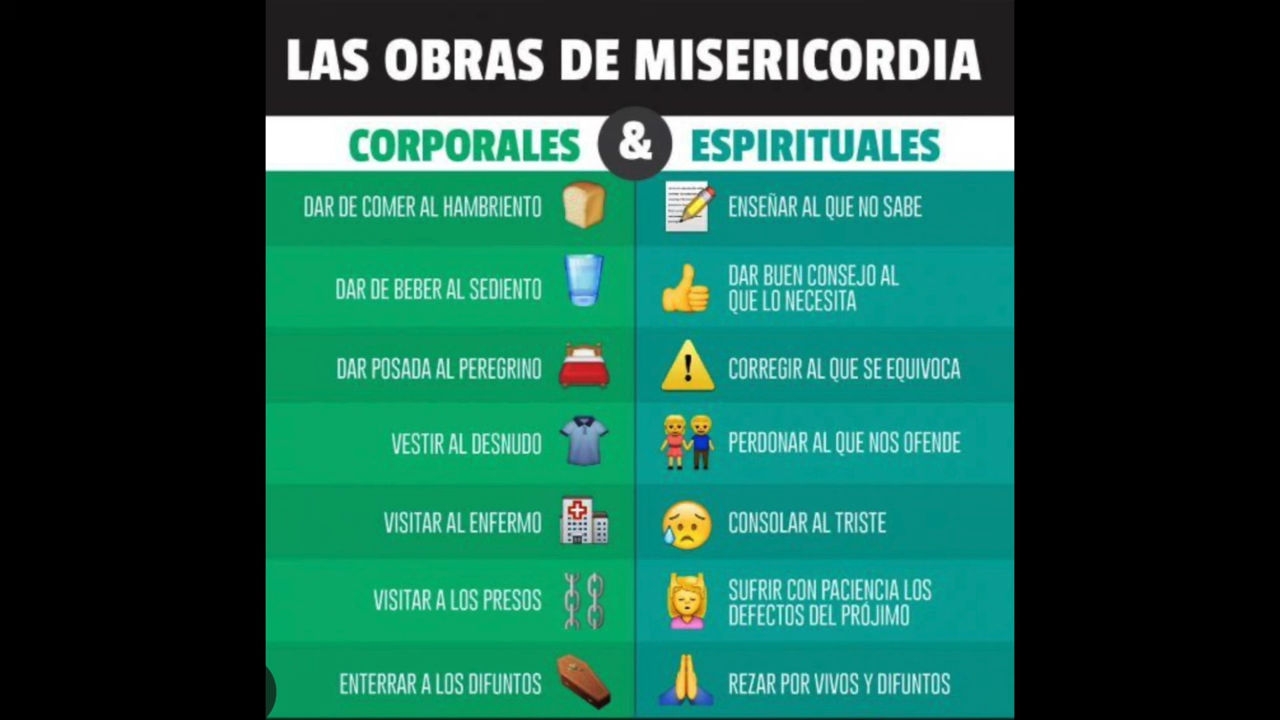 LAS OBRAS DE MISERICORDIA
CORPORALES & ESPIRITUALES
DAR DE COMER AL HAMBRIENTO
ENSEÑAR AL QUE NO SABE
DAR DE BEBER AL SEDIENTO
DAR BUEN CONSEJO AL
QUE LO NECESITA
DAR POSADA AL PEREGRINO
CORREGIR AL QUE SE EQUIVOCA
VESTIR AL DESNUDO
PERDONAR AL QUE NOS OFENDE
VISITAR AL ENFERMO
CONSOLAR AL TRISTE
VISITAR A LOS PRESOS
SUFRIR CON PACIENCIA LOS
DEFECTOS DEL PRÓJIMO
ENTERRAR A LOS DIFUNTOS
REZAR POR VIVOS Y DIFUNTOS